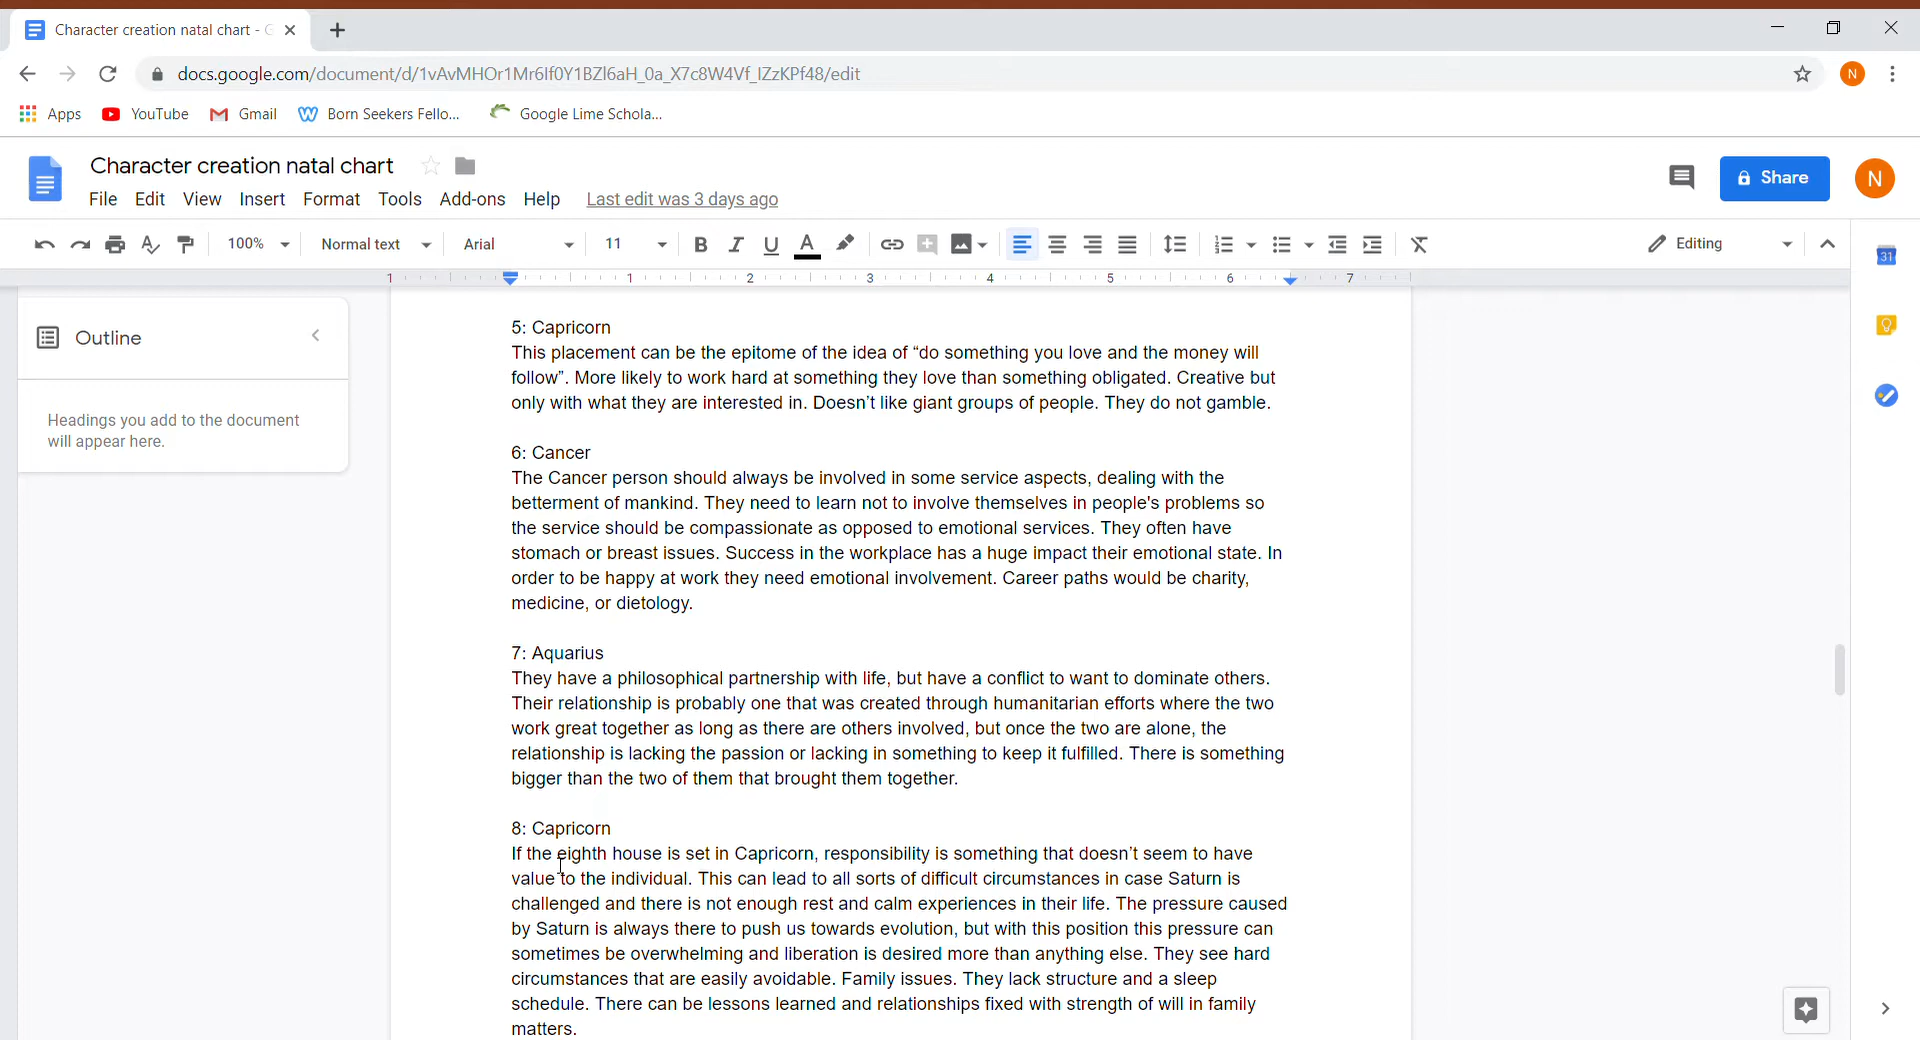 Character creation natal chart - G
docs.google.com/document/d/1vAvMHOr1Mr6If0Y1BZl6aH_0a_X7c8W4Vf_IZzKPf48/edit
N
Apps YouTube Gmail Born Seekers Fello... Google Lime Schola...
Character creation natal chart
Share
N
File Edit View Insert Format Tools Add-ons Help Last edit was 3 days ago
100% Normal text Arial 11 B I U A Editing
31
1 1 2 3 4 5 6 7
Outline
Headings you add to the document
will appear here.
5: Capricorn
This placement can be the epitome of the idea of “do something you love and the money will
follow”. More likely to work hard at something they love than something obligated. Creative but
only with what they are interested in. Doesn’t like giant groups of people. They do not gamble.
6: Cancer
The Cancer person should always be involved in some service aspects, dealing with the
betterment of mankind. They need to learn not to involve themselves in people's problems so
the service should be compassionate as opposed to emotional services. They often have
stomach or breast issues. Success in the workplace has a huge impact their emotional state. In
order to be happy at work they need emotional involvement. Career paths would be charity,
medicine, or dietology.
7: Aquarius
They have a philosophical partnership with life, but have a conflict to want to dominate others.
Their relationship is probably one that was created through humanitarian efforts where the two
work great together as long as there are others involved, but once the two are alone, the
relationship is lacking the passion or lacking in something to keep it fulfilled. There is something
bigger than the two of them that brought them together.
8: Capricorn
If the eighth house is set in Capricorn, responsibility is something that doesn’t seem to have
value to the individual. This can lead to all sorts of difficult circumstances in case Saturn is
challenged and there is not enough rest and calm experiences in their life. The pressure caused
by Saturn is always there to push us towards evolution, but with this position this pressure can
sometimes be overwhelming and liberation is desired more than anything else. They see hard
circumstances that are easily avoidable. Family issues. They lack structure and a sleep
schedule. There can be lessons learned and relationships fixed with strength of will in family
matters.